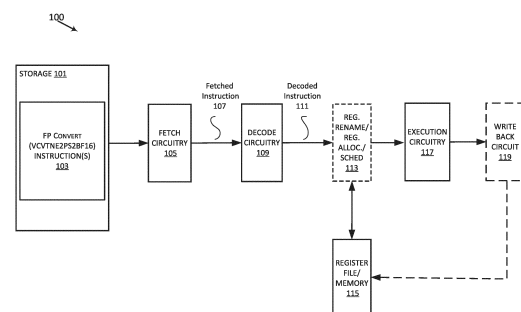 100
STORAGE 101
FP CONVERT
(VCVTNE2PS2BF16)
INSTRUCTION(S)
103
FETCH
CIRCUITRY
105
Fetched
Instruction
107
DECODE
CIRCUITRY
109
Decoded
Instruction
111
REG.
RENAME/
REG.
ALLOC./
SCHED
113
EXECUTION
CIRCUITRY
117
WRITE
BACK
CIRCUIT
119
REGISTER
FILE/
MEMORY
115